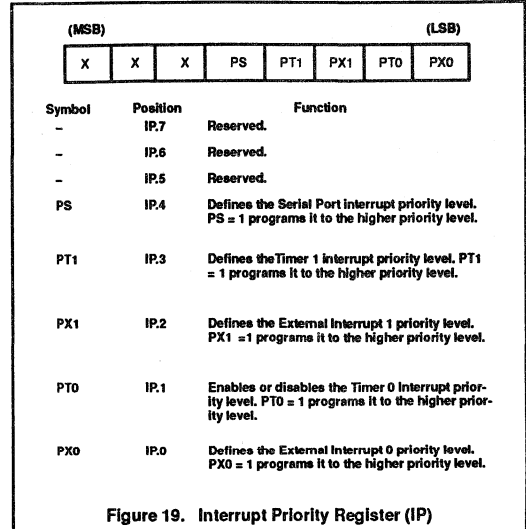 (MSB) (LSB)
X X X PS PT1 PX1 PT0 PX0
Symbol Position Function
– IP.7 Reserved.
– IP.6 Reserved.
– IP.5 Reserved.
PS IP.4 Defines the Serial Port interrupt priority level.
PS = 1 programs it to the higher priority level.
PT1 IP.3 Defines theTimer 1 interrupt priority level. PT1
= 1 programs it to the higher priority level.
PX1 IP.2 Defines the External Interrupt 1 priority level.
PX1 =1 programs it to the higher priority level.
PT0 IP.1 Enables or disables the Timer 0 Interrupt prior-
ity level. PT0 = 1 programs it to the higher prior-
ity level.
PX0 IP.0 Defines the External Interrupt 0 priority level.
PX0 = 1 programs it to the higher priority level.
Figure 19. Interrupt Priority Register (IP)